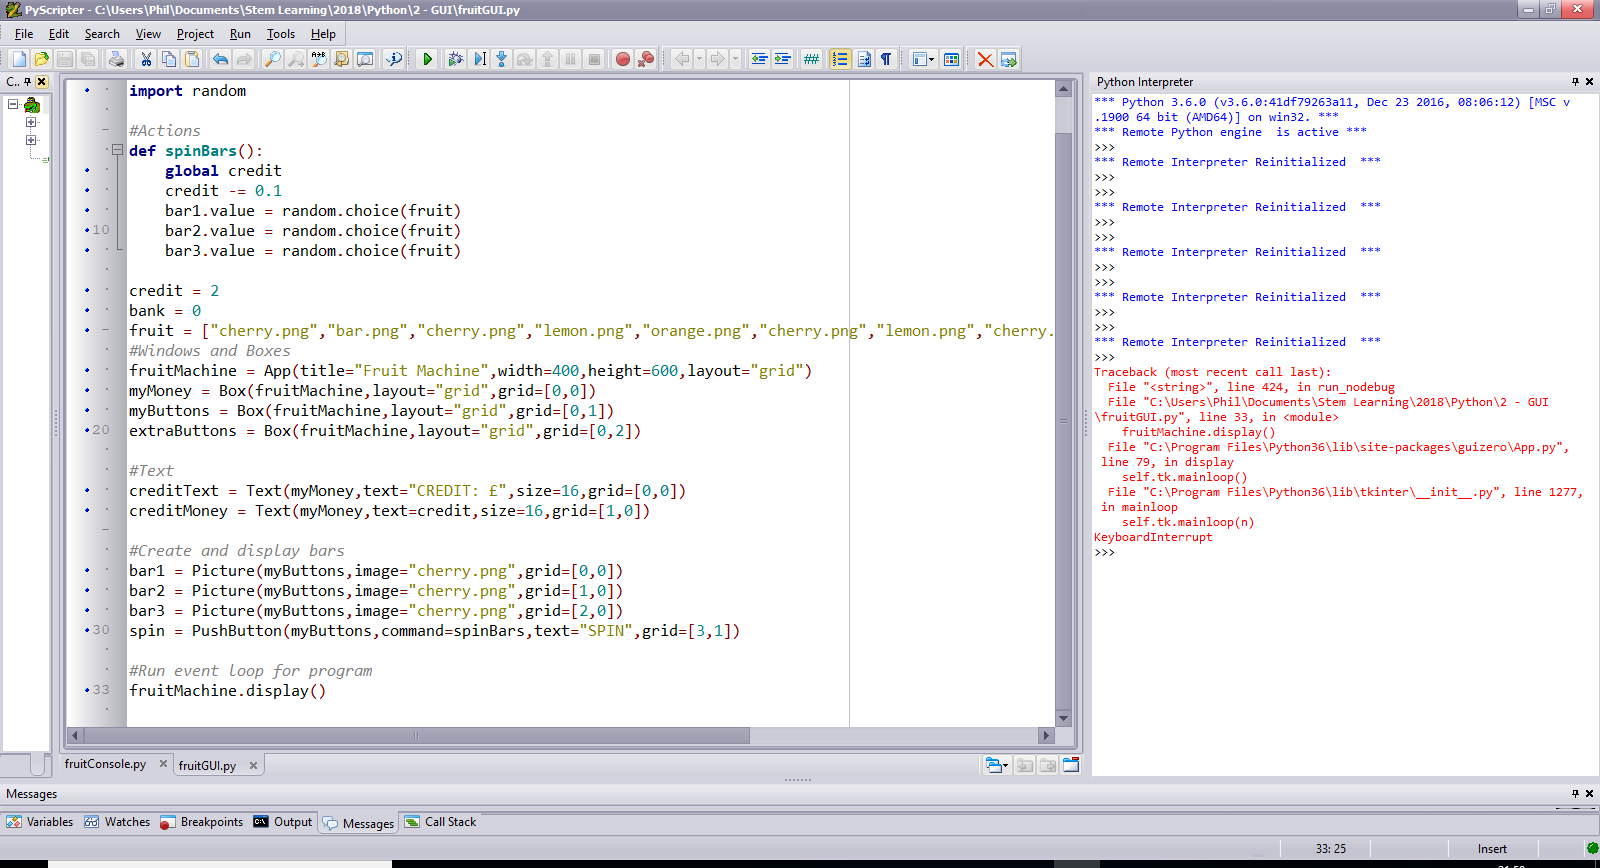 PyScripter - C:\Users\Phil\Documents\Stem Learning\2018\Python\2 - GUI\fruitGUI.py
File Edit Search View Project Run Tools Help
C..
import random
#Actions
def spinBars():
global credit
credit -= 0.1
bar1.value = random.choice(fruit)
10 bar2.value = random.choice(fruit)
bar3.value = random.choice(fruit)
credit = 2
bank = 0
fruit = ["cherry.png","bar.png","cherry.png","lemon.png","orange.png","cherry.png","lemon.png","cherry.
#Windows and Boxes
fruitMachine = App(title="Fruit Machine",width=400,height=600,layout="grid")
myMoney = Box(fruitMachine,layout="grid",grid=[0,0])
myButtons = Box(fruitMachine,layout="grid",grid=[0,1])
20 extraButtons = Box(fruitMachine,layout="grid",grid=[0,2])
#Text
creditText = Text(myMoney,text="CREDIT: £",size=16,grid=[0,0])
creditMoney = Text(myMoney,text=credit,size=16,grid=[1,0])
#Create and display bars
bar1 = Picture(myButtons,image="cherry.png",grid=[0,0])
bar2 = Picture(myButtons,image="cherry.png",grid=[1,0])
bar3 = Picture(myButtons,image="cherry.png",grid=[2,0])
30 spin = PushButton(myButtons,command=spinBars,text="SPIN",grid=[3,1])
#Run event loop for program
33 fruitMachine.display()
fruitConsole.py fruitGUI.py
Python Interpreter
*** Python 3.6.0 (v3.6.0:41df79263a11, Dec 23 2016, 08:06:12) [MSC v
.1900 64 bit (AMD64)] on win32. ***
*** Remote Python engine  is active ***
>>>
*** Remote Interpreter Reinitialized  ***
>>>
>>>
*** Remote Interpreter Reinitialized  ***
>>>
>>>
*** Remote Interpreter Reinitialized  ***
>>>
>>>
*** Remote Interpreter Reinitialized  ***
>>>
>>>
*** Remote Interpreter Reinitialized  ***
>>>
Traceback (most recent call last):
File "<string>", line 424, in run_nodebug
File "C:\Users\Phil\Documents\Stem Learning\2018\Python\2 - GUI
\fruitGUI.py", line 33, in <module>
fruitMachine.display()
File "C:\Program Files\Python36\lib\site-packages\guizero\App.py",
line 79, in display
self.tk.mainloop()
File "C:\Program Files\Python36\lib\tkinter\__init__.py", line 1277,
in mainloop
self.tk.mainloop(n)
KeyboardInterrupt
>>>
Messages
Variables Watches Breakpoints Output Messages Call Stack
33: 25 Insert